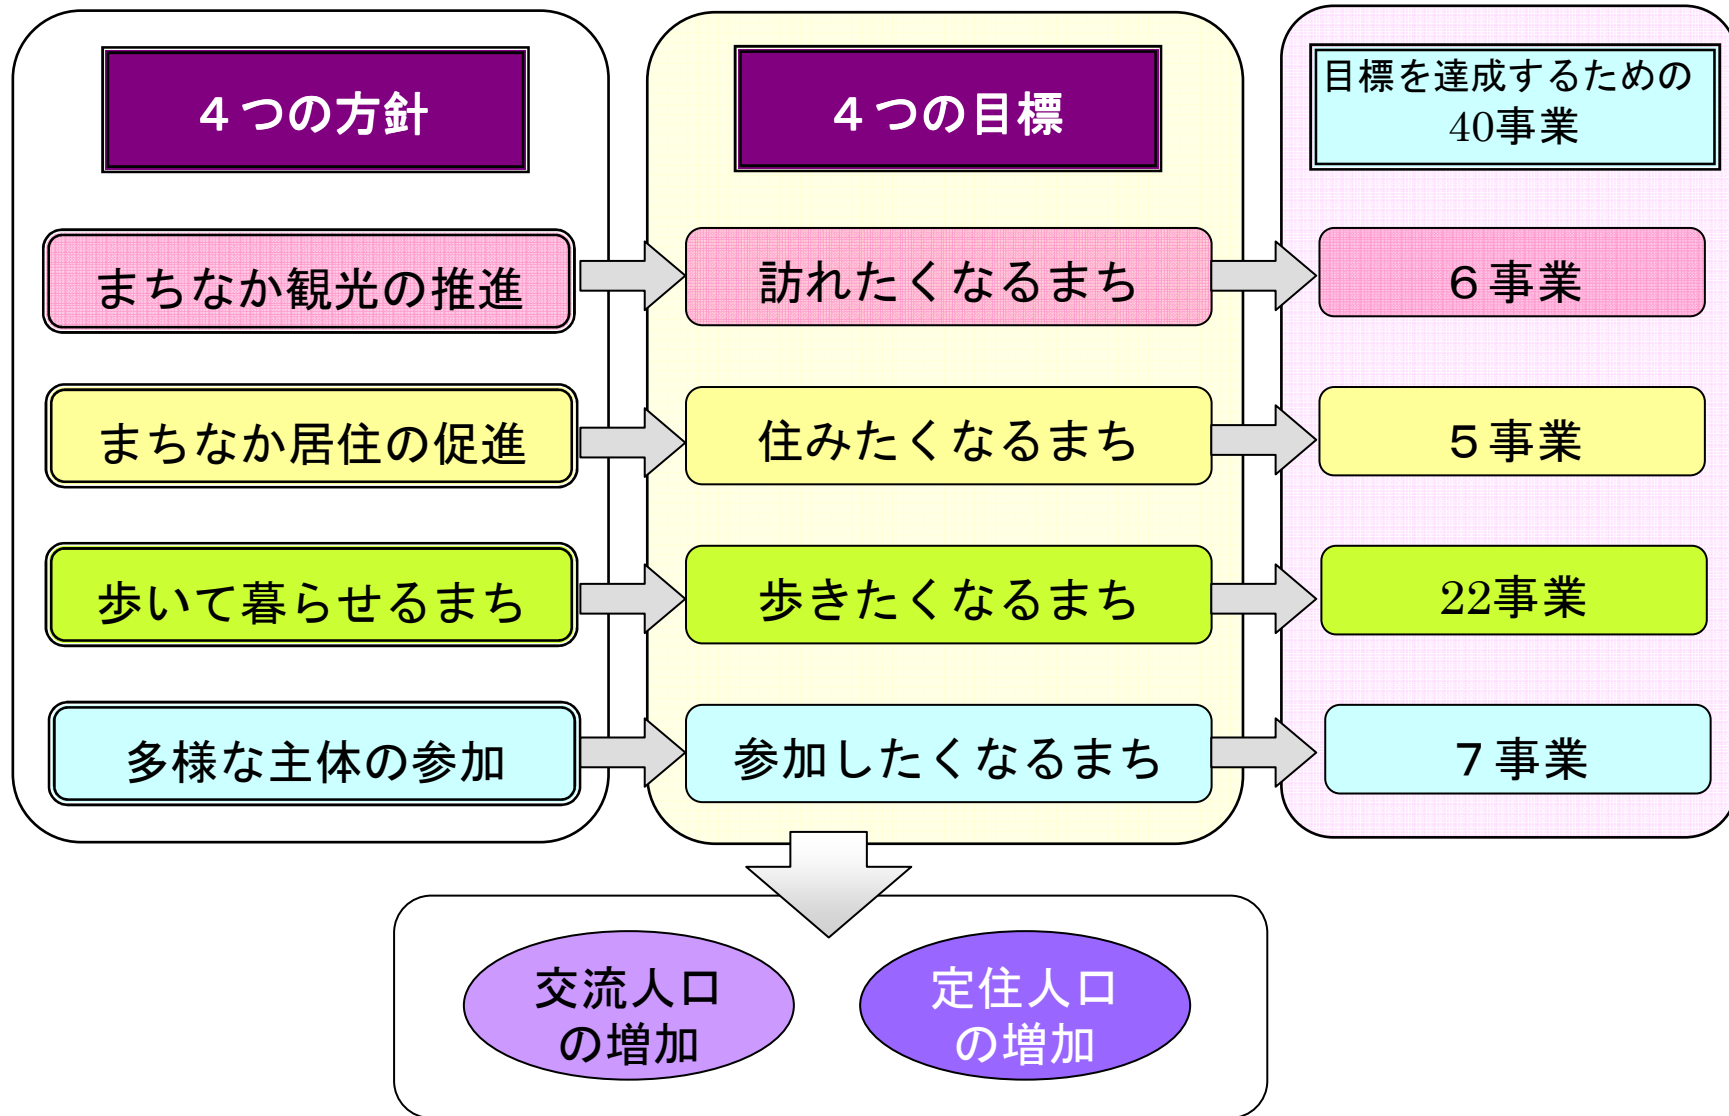 ４つの方針
４つの目標
目標を達成するための
40事業
まちなか観光の推進
訪れたくなるまち
６事業
まちなか居住の促進
住みたくなるまち
５事業
歩いて暮らせるまち
歩きたくなるまち
22事業
多様な主体の参加
参加したくなるまち
７事業
交流人口
の増加
定住人口
の増加